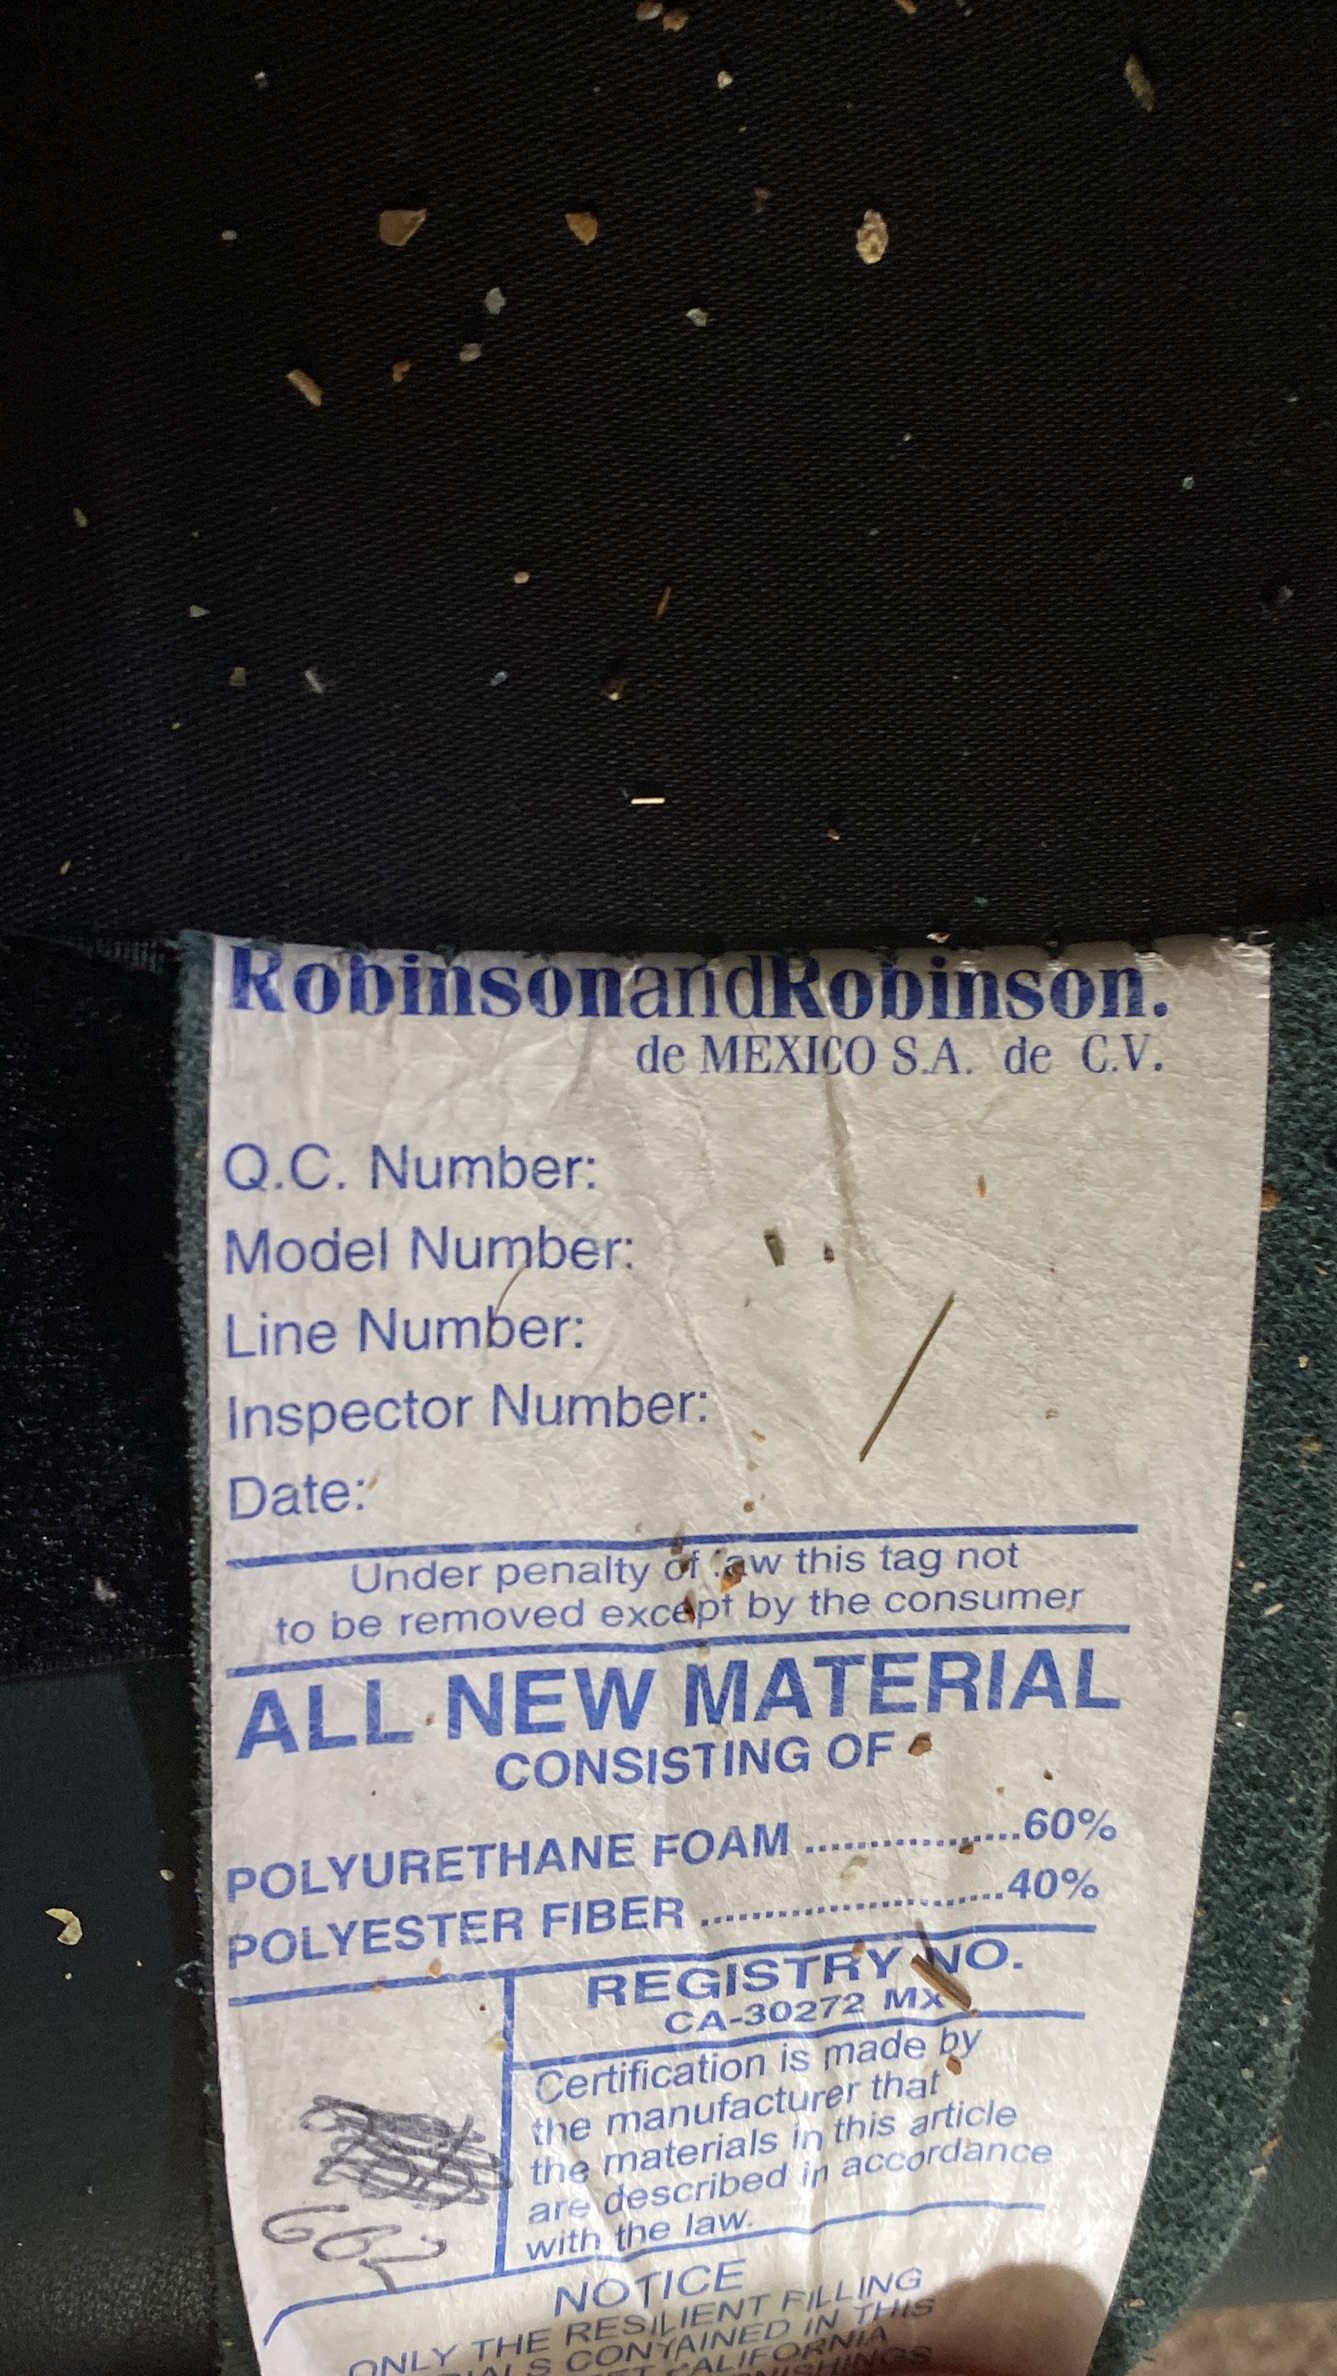 RobinsonandRobinson.
de MEXICO S.A. de C.V.
Q.C. Number:
Model Number:
Line Number:
Inspector Number:
Date:
Under penalty of law this tag not
to be removed except by the consumer
ALL NEW MATERIAL
CONSISTING OF
POLYURETHANE FOAM ..................60%
POLYESTER FIBER ........................40%
REGISTRY NO.
CA-30272 MX
Certification is made by
the manufacturer that
the materials in this article
are described in accordance
with the law.
NOTICE
ONLY THE RESILIENT FILLING
CONTAINED IN THIS
CALIFORNIA